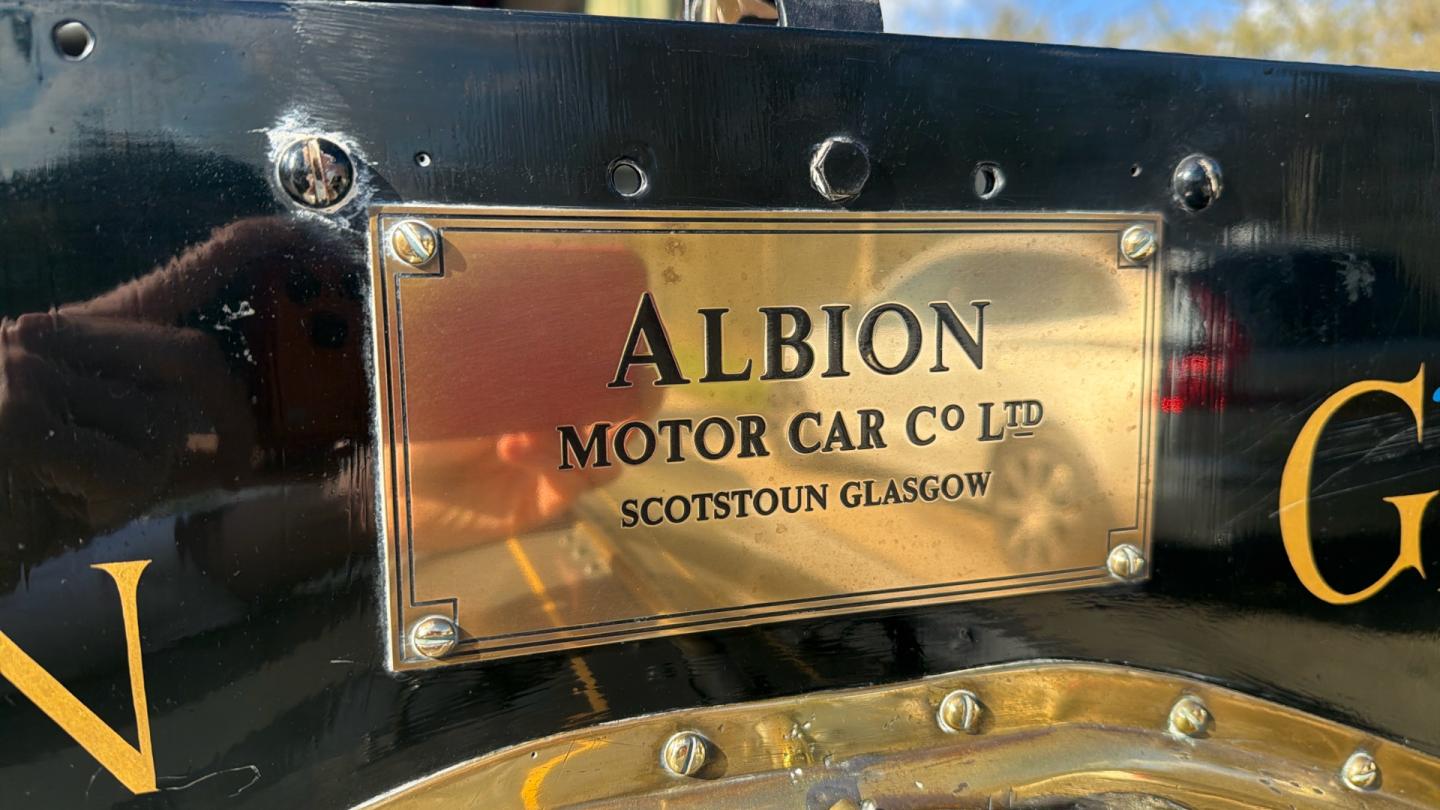 ALBION
MOTOR CAR Cº LTD
SCOTSTOUN GLASGOW
N
G